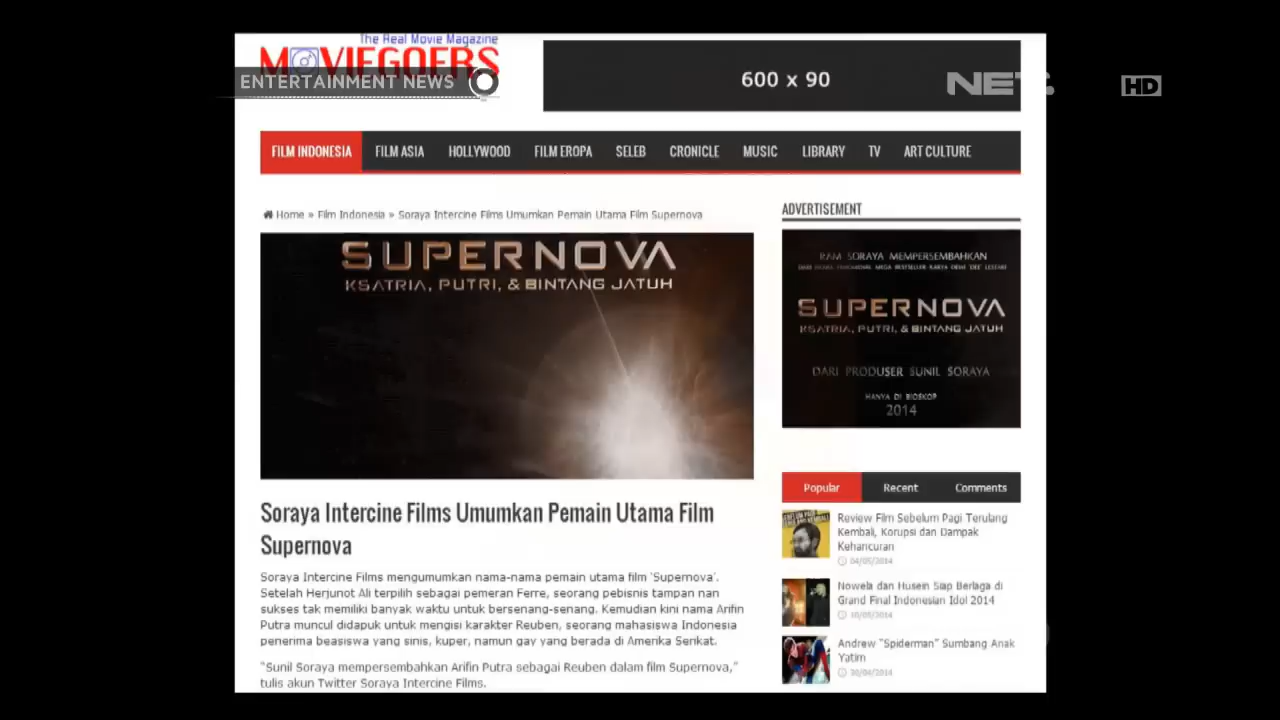 The Real Movie Magazine
MOVIEGOERS
ENTERTAINMENT NEWS
600 x 90
NET.
HD
FILM INDONESIA FILM ASIA HOLLYWOOD FILM EROPA SELEB CRONICLE MUSIC LIBRARY TV ART CULTURE
Home » Film Indonesia » Soraya Intercine Films Umumkan Pemain Utama Film Supernova
SUPERNOVA
KSATRIA, PUTRI, & BINTANG JATUH
Soraya Intercine Films Umumkan Pemain Utama Film
Supernova
Soraya Intercine Films mengumumkan nama-nama pemain utama film ‘Supernova’.
Setelah Herjunot Ali terpilih sebagai pemeran Ferre, seorang pebisnis tampan nan
sukses tak memiliki banyak waktu untuk bersenang-senang. Kemudian kini nama Arifin
Putra muncul didapuk untuk mengisi karakter Reuben, seorang mahasiswa Indonesia
penerima beasiswa yang sinis, kuper, namun gay yang berada di Amerika Serikat.
“Sunil Soraya mempersembahkan Arifin Putra sebagai Reuben dalam film Supernova,”
tulis akun Twitter Soraya Intercine Films.
ADVERTISEMENT
RAM SORAYA MEMPERSEMBAHKAN
SUPERNOVA
KSATRIA, PUTRI, & BINTANG JATUH
DARI PRODUSER SUNIL SORAYA
HANYA DI BIOSKOP
2014
Popular Recent Comments
Review Film Sebelum Pagi Terulang
Kembali, Korupsi dan Dampak
Kehancuran
04/05/2014
Nowela dan Husein Siap Berlaga di
Grand Final Indonesian Idol 2014
Andrew “Spiderman” Sumbang Anak
Yatim
30/04/2014